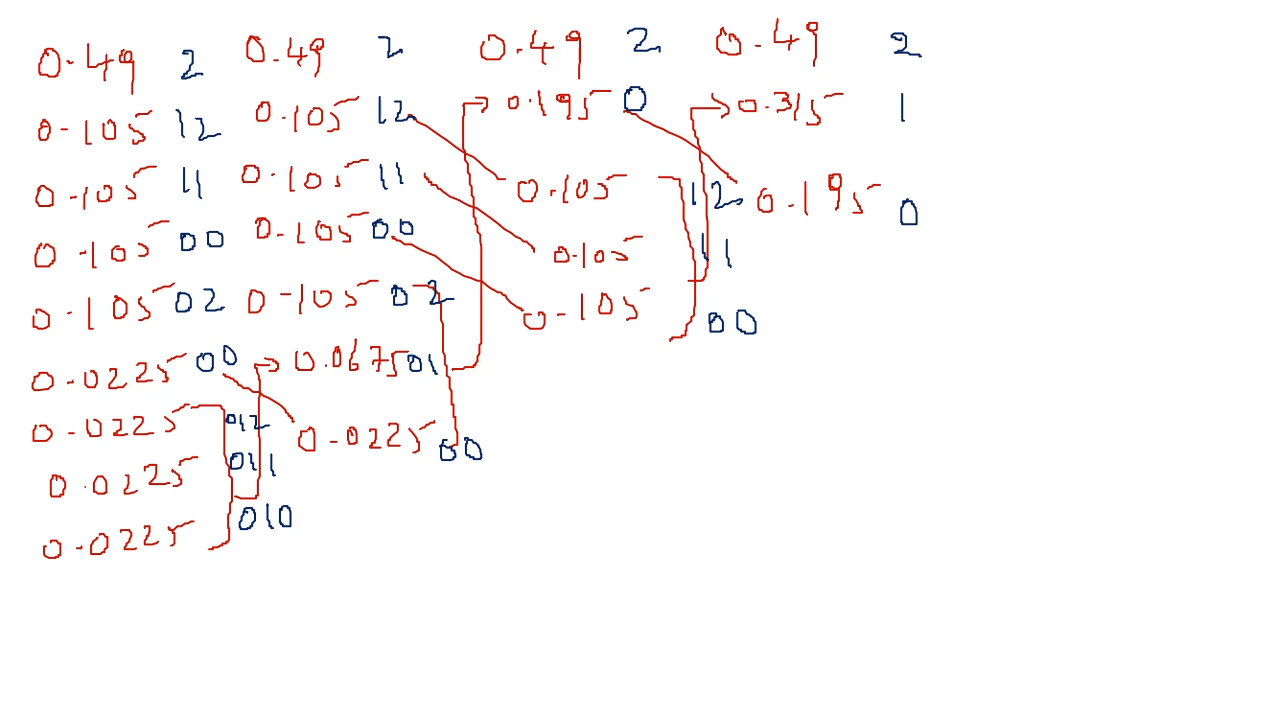 0.49 2 0.49 2 0.49 2 0.49 2
0.105 12 0.105 12 0.195 0 0.315 1
0.105 11 0.105 11 0.105 12 0.195 0
0.105 00 0.105 00 0.105 11
0.105 02 0.105 02 0.105 00
0.0225 00 0.0675 01
0.0225 012 0.0225 00
0.0225 011
0.0225 010